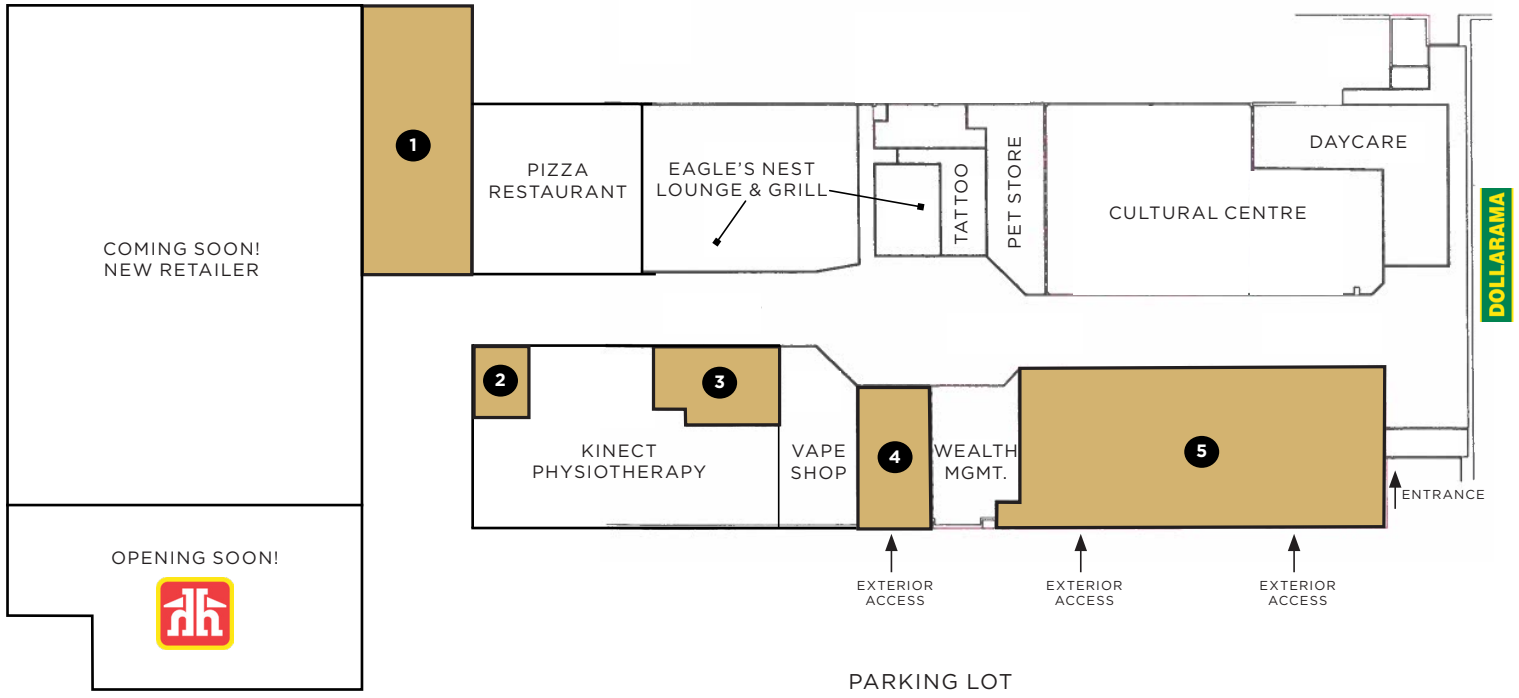 COMING SOON!
NEW RETAILER
1
PIZZA
RESTAURANT
EAGLE'S NEST
LOUNGE & GRILL
TATTOO
PET STORE
CULTURAL CENTRE
DAYCARE
DOLLARAMA
2
3
KINECT
PHYSIOTHERAPY
VAPE
SHOP
4
WEALTH
MGMT.
5
ENTRANCE
OPENING SOON!
hh
EXTERIOR
ACCESS
EXTERIOR
ACCESS
EXTERIOR
ACCESS
PARKING LOT